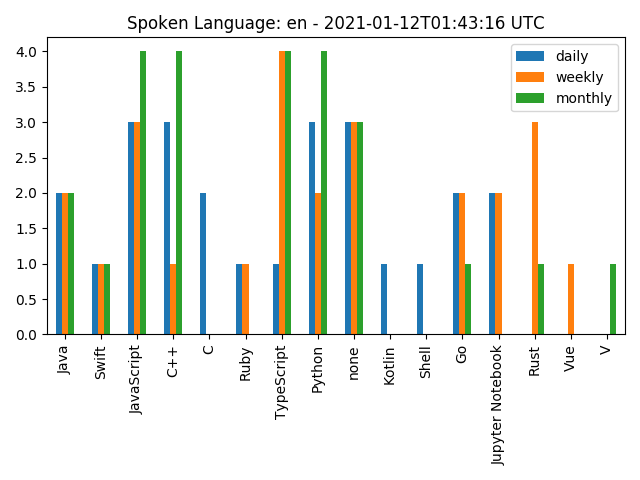 Spoken Language: en - 2021-01-12T01:43:16 UTC
daily
weekly
monthly
4.0
3.5
3.0
2.5
2.0
1.5
1.0
0.5
0.0
Java
Swift
JavaScript
C++
C
Ruby
TypeScript
Python
none
Kotlin
Shell
Go
Jupyter Notebook
Rust
Vue
V